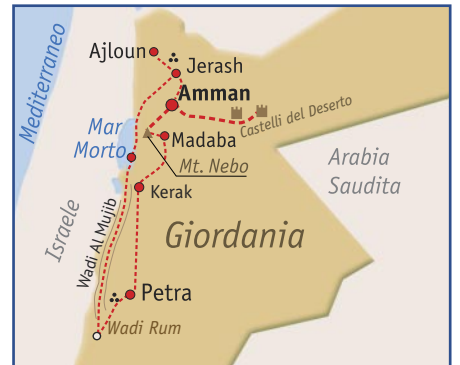 Mediterraneo
Ajloun
Jerash
Amman
Castelli del Deserto
Mar
Morto
Madaba
Mt. Nebo
Arabia
Saudita
Kerak
Israele
Wadi Al Mujib
Giordania
Petra
Wadi Rum